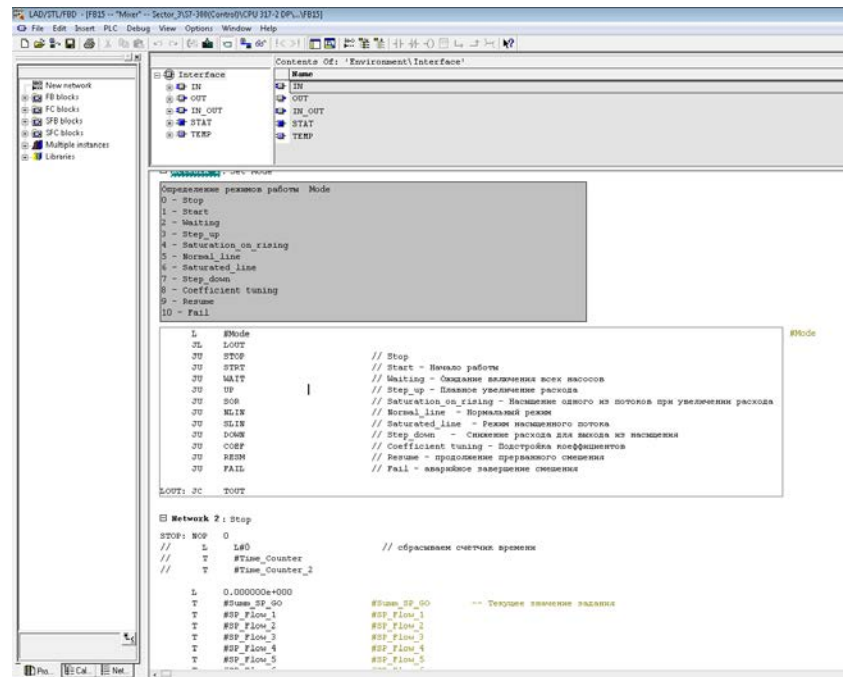 LAD/STL/FBD - [FB15 -- "Mixer" -- Sector_3\S7-300(Control)\CPU 317-2 DP\...\FB15]
File Edit Insert PLC Debug View Options Window Help
Contents Of: 'Environment\Interface'
New network
FB blocks
FC blocks
SFB blocks
SFC blocks
Multiple instances
Libraries
Interface
IN
OUT
IN_OUT
STAT
TEMP
Name
IN
OUT
IN_OUT
STAT
TEMP
: Set Mode
Определение режимов работы Mode
0 - Stop
1 - Start
2 - Waiting
3 - Step_up
4 - Saturation_on_rising
5 - Normal_line
6 - Saturated_line
7 - Step_down
8 - Coefficient tuning
9 - Resume
10 - Fail
L #Mode #Mode
JL LOUT
JU STOP // Stop
JU STRT // Start - Начало работы
JU WAIT // Waiting - Ожидание включения всех насосов
JU UP // Step_up - Плавное увеличение расхода
JU SOR // Saturation_on_rising - Насыщение одного из потоков при увеличении расхода
JU NLIN // Normal_line - Нормальный режим
JU SLIN // Saturated_line - Режим насыщенного потока
JU DOWN // Step_down - Снижение расхода для выхода из насыщения
JU COEF // Coefficient tuning - Подстройка коэффициентов
JU RESM // Resume - продолжение прерванного смешения
JU FAIL // Fail - аварийное завершение смешения
LOUT: JC TOUT
Network 2 : Stop
STOP: NOP 0
// L L#0 // сбрасываем счетчик времени
// T #Time_Counter
// T #Time_Counter_2
L 0.000000e+000
T #Summ_SP_GO #Summ_SP_GO -- Текущее значение задания
T #SP_Flow_1 #SP_Flow_1
T #SP_Flow_2 #SP_Flow_2
T #SP_Flow_3 #SP_Flow_3
T #SP_Flow_4 #SP_Flow_4
T #SP_Flow_5 #SP_Flow_5
Pro... Cal... Net...